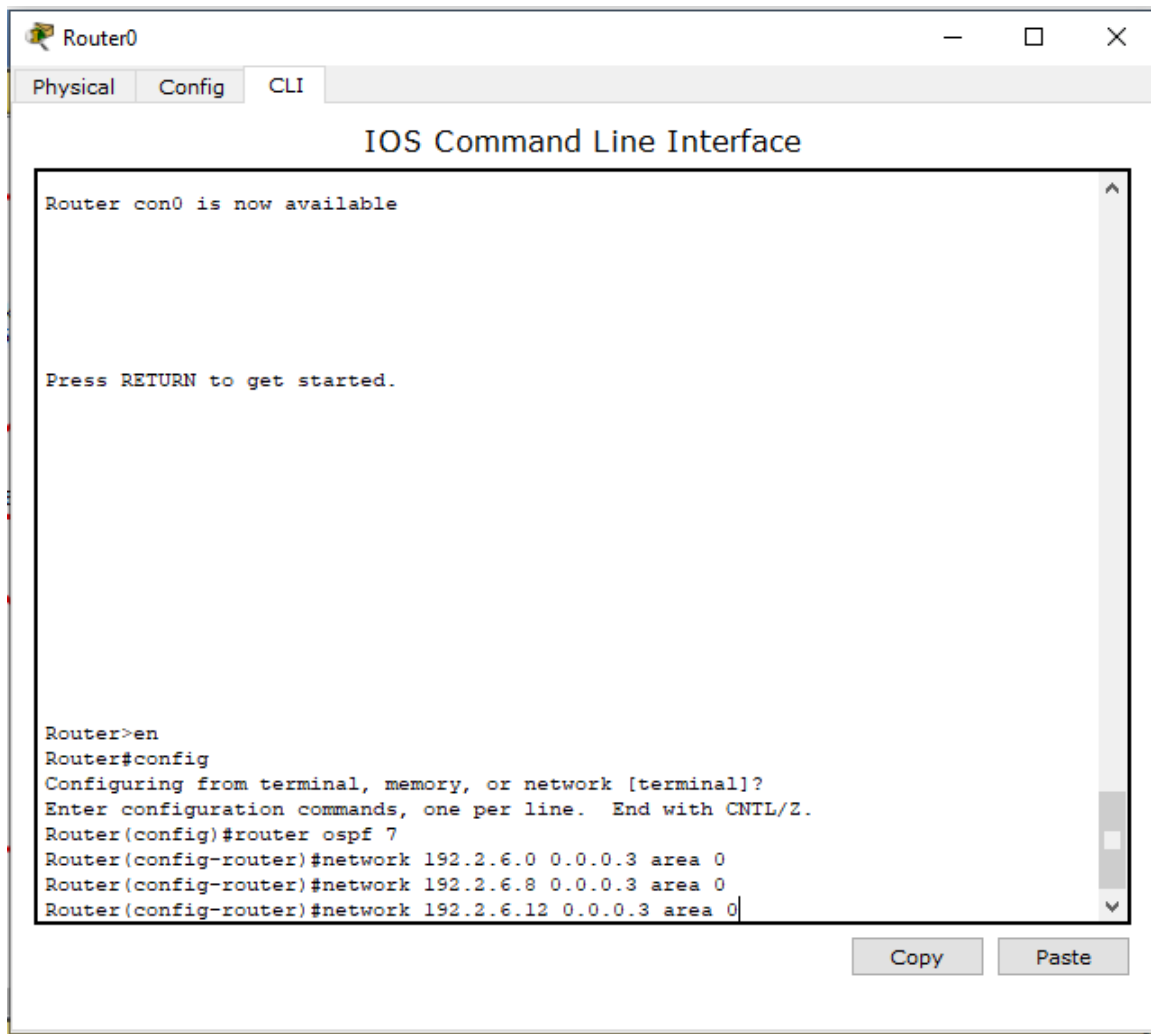 Router0
Physical Config CLI
IOS Command Line Interface
Router con0 is now available
Press RETURN to get started.
Router>en
Router#config
Configuring from terminal, memory, or network [terminal]?
Enter configuration commands, one per line.  End with CNTL/Z.
Router(config)#router ospf 7
Router(config-router)#network 192.2.6.0 0.0.0.3 area 0
Router(config-router)#network 192.2.6.8 0.0.0.3 area 0
Router(config-router)#network 192.2.6.12 0.0.0.3 area 0
Copy Paste